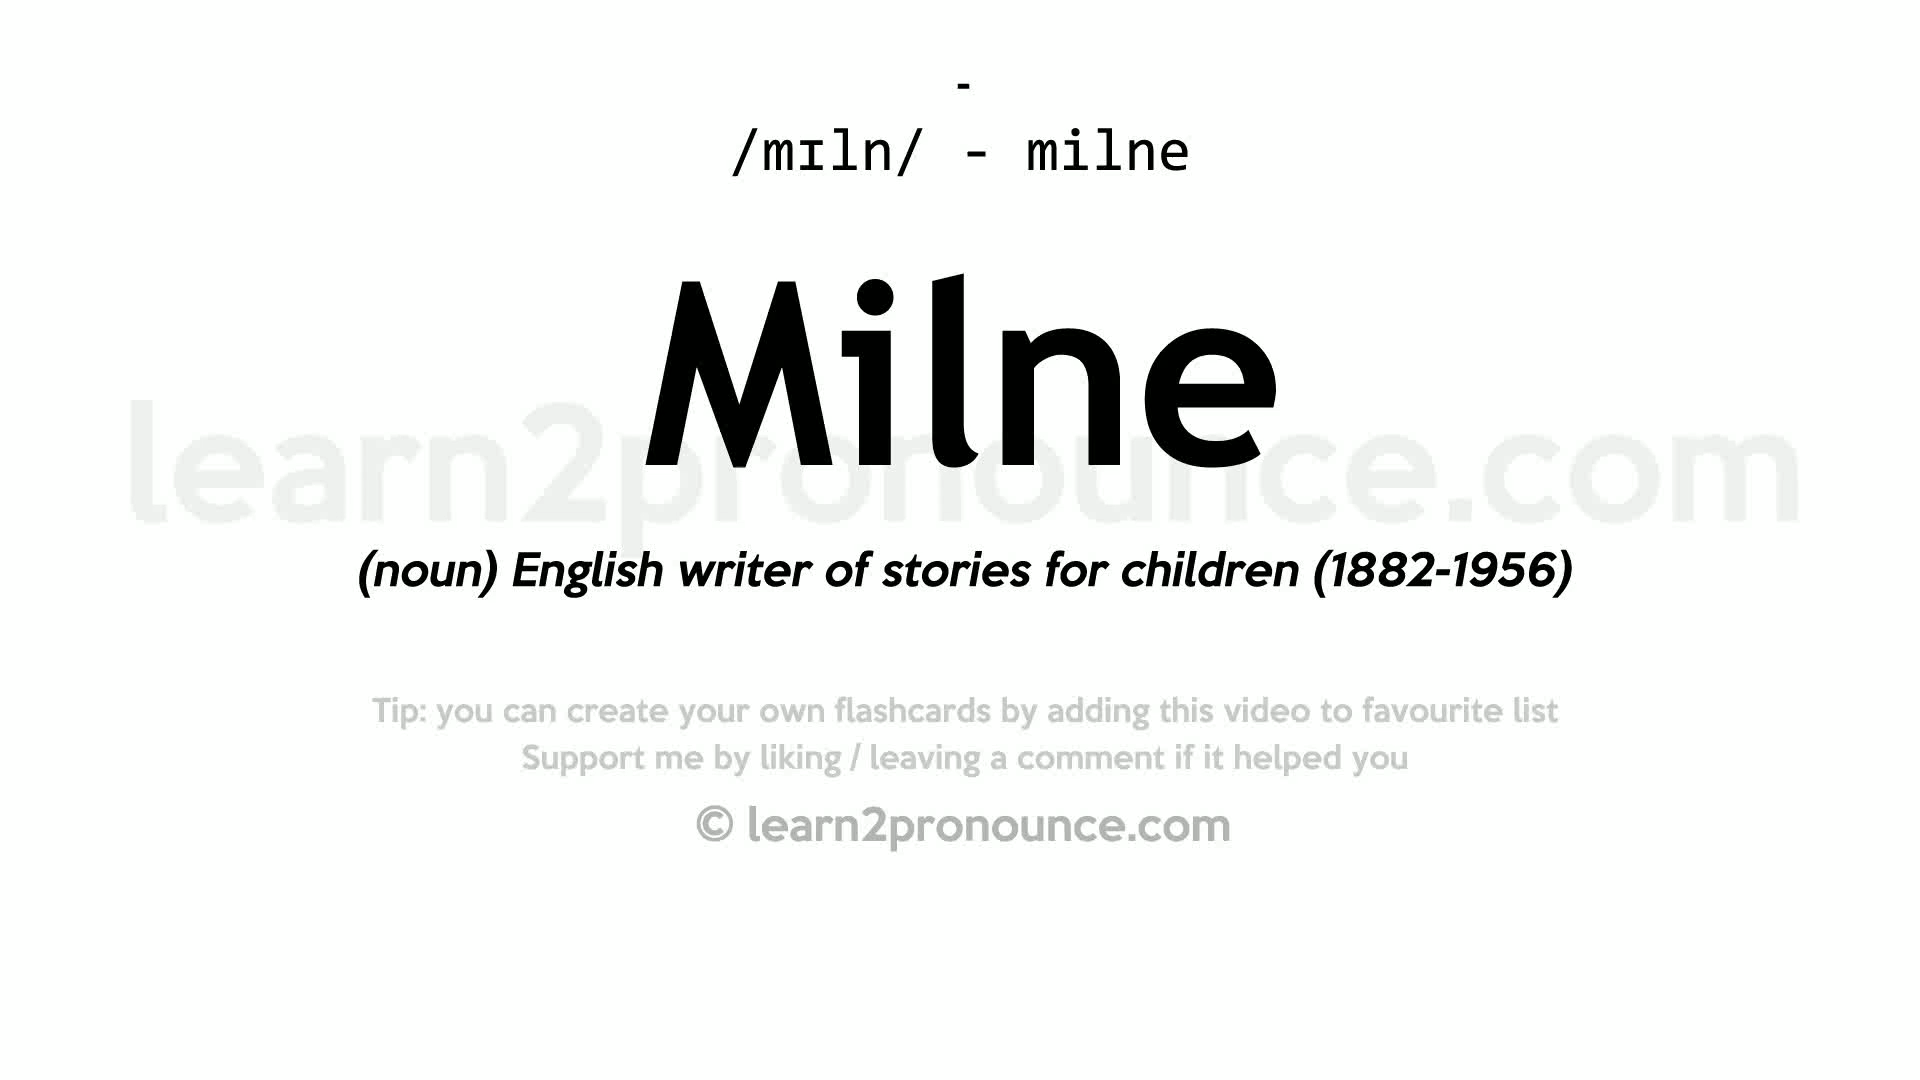 -
/mɪln/ - milne
Milne
learn2pronounce.com
(noun) English writer of stories for children (1882-1956)
Tip: you can create your own flashcards by adding this video to favourite list
Support me by liking / leaving a comment if it helped you
© learn2pronounce.com